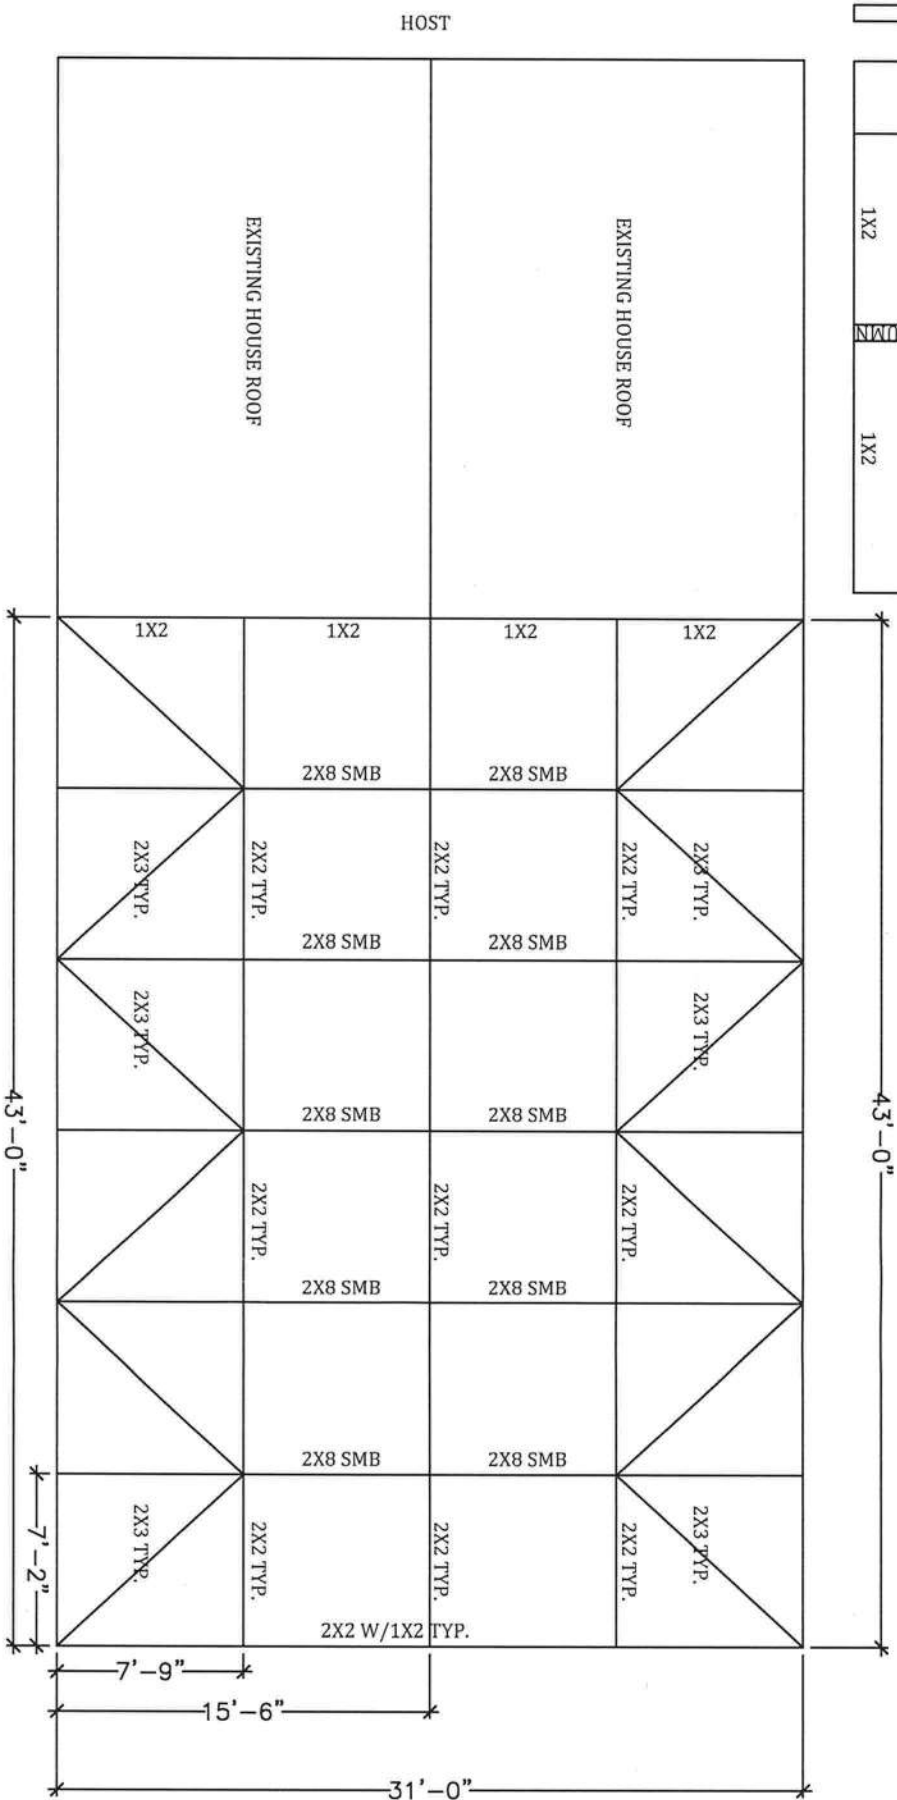 HOST
EXISTING HOUSE ROOF
EXISTING HOUSE ROOF
1X2
1X2
1X2
1X2
1X2
1X2
2X8 SMB
2X8 SMB
2X3 TYP.
2X2 TYP.
2X2 TYP.
2X2 TYP.
2X3 TYP.
2X8 SMB
2X8 SMB
2X3 TYP.
2X3 TYP.
43'-0"
43'-0"
2X8 SMB
2X8 SMB
2X2 TYP.
2X2 TYP.
2X2 TYP.
2X8 SMB
2X8 SMB
2X8 SMB
2X8 SMB
7'-2"
2X3 TYP.
2X2 TYP.
2X2 TYP.
2X2 TYP.
2X3 TYP.
2X2 W/1X2 TYP.
7'-9"
15'-6"
31'-0"